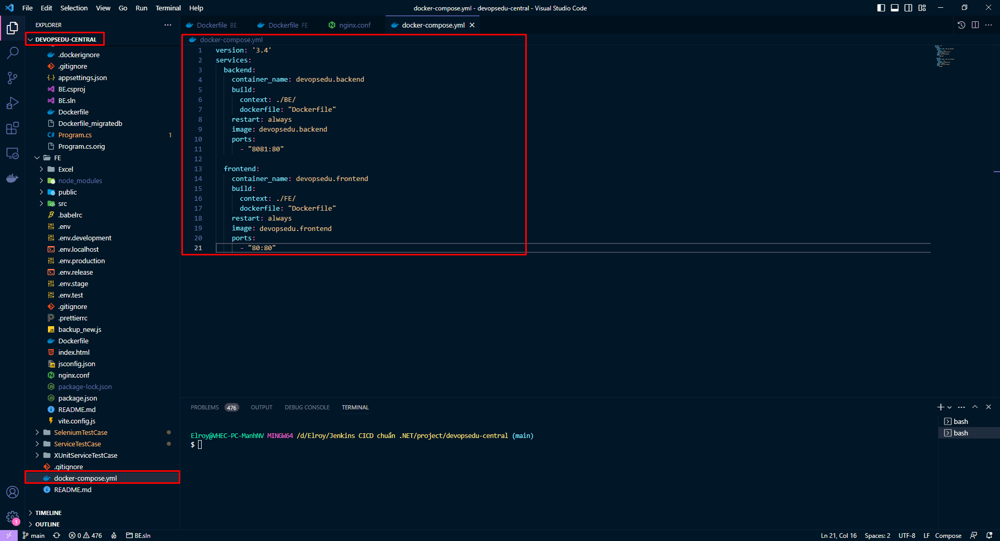 File Edit Selection View Go Run Terminal Help
docker-compose.yml - devopsedu-central - Visual Studio Code
EXPLORER
DEVOPSEDU-CENTRAL
.dockerignore
.gitignore
appsettings.json
BE.csproj
BE.sln
Dockerfile
Dockerfile_migratedb
Program.cs 1
Program.cs.orig
FE
Excel
node_modules
public
src
.babelrc
.env
.env.development
.env.localhost
.env.production
.env.release
.env.stage
.env.test
.gitignore
.prettierrc
backup_new.js
Dockerfile
index.html
jsconfig.json
nginx.conf
package-lock.json
package.json
README.md
vite.config.js
SeleniumTestCase
ServiceTestCase
XUnitServiceTestCase
.gitignore
docker-compose.yml
README.md
TIMELINE
OUTLINE
Dockerfile BE Dockerfile FE nginx.conf docker-compose.yml
docker-compose.yml
1 version: '3.4'
2 services:
3 backend:
4 container_name: devopsedu.backend
5 build:
6 context: ./BE/
7 dockerfile: "Dockerfile"
8 restart: always
9 image: devopsedu.backend
10 ports:
11 - "8081:80"
12
13 frontend:
14 container_name: devopsedu.frontend
15 build:
16 context: ./FE/
17 dockerfile: "Dockerfile"
18 restart: always
19 image: devopsedu.frontend
20 ports:
21 - "80:80"
PROBLEMS 476 OUTPUT DEBUG CONSOLE TERMINAL
Elroy@VHEC-PC-ManhNV MINGW64 /d/Elroy/Jenkins CICD chuẩn .NET/project/devopsedu-central (main)
$
bash
bash
1
main 0 476 BE.sln
Ln 21, Col 16 Spaces: 2 UTF-8 LF Compose